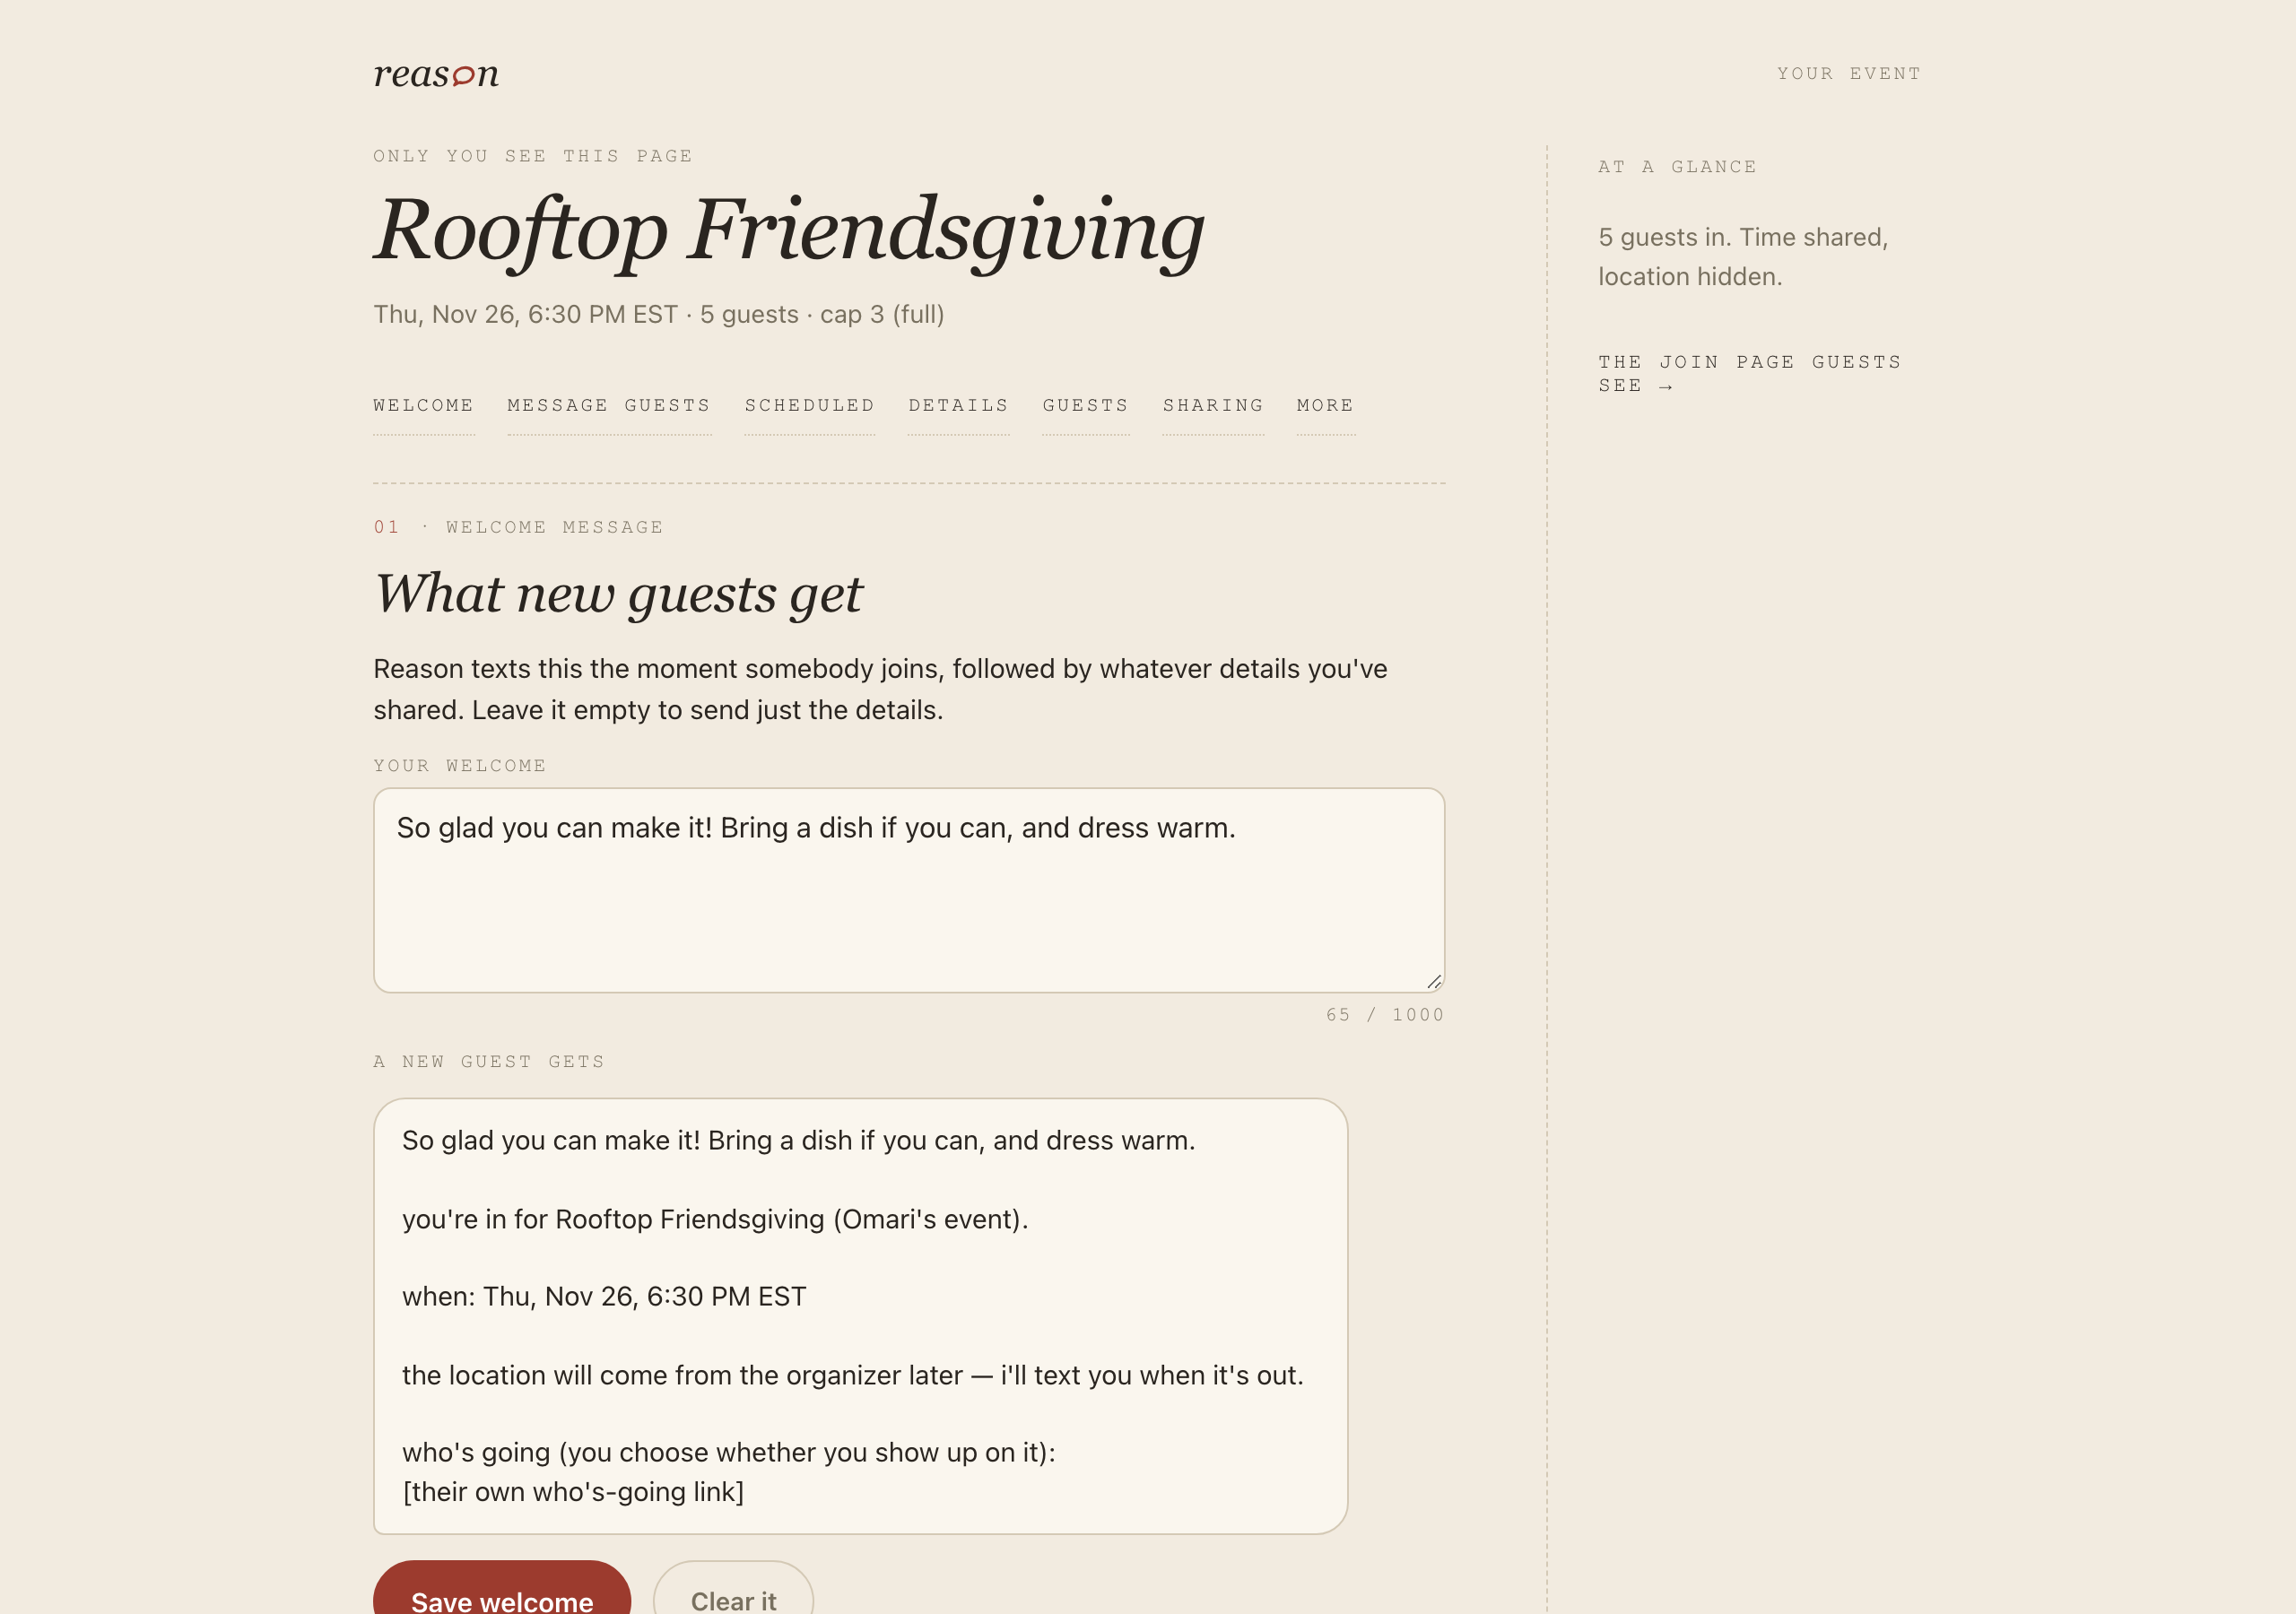 reason
YOUR EVENT
ONLY YOU SEE THIS PAGE
Rooftop Friendsgiving
Thu, Nov 26, 6:30 PM EST · 5 guests · cap 3 (full)
WELCOME MESSAGE GUESTS SCHEDULED DETAILS GUESTS SHARING MORE
01 · WELCOME MESSAGE
What new guests get
Reason texts this the moment somebody joins, followed by whatever details you've
shared. Leave it empty to send just the details.
YOUR WELCOME
So glad you can make it! Bring a dish if you can, and dress warm.
65 / 1000
A NEW GUEST GETS
So glad you can make it! Bring a dish if you can, and dress warm.
you're in for Rooftop Friendsgiving (Omari's event).
when: Thu, Nov 26, 6:30 PM EST
the location will come from the organizer later — i'll text you when it's out.
who's going (you choose whether you show up on it):
[their own who's-going link]
Save welcome
Clear it
AT A GLANCE
5 guests in. Time shared,
location hidden.
THE JOIN PAGE GUESTS
SEE →